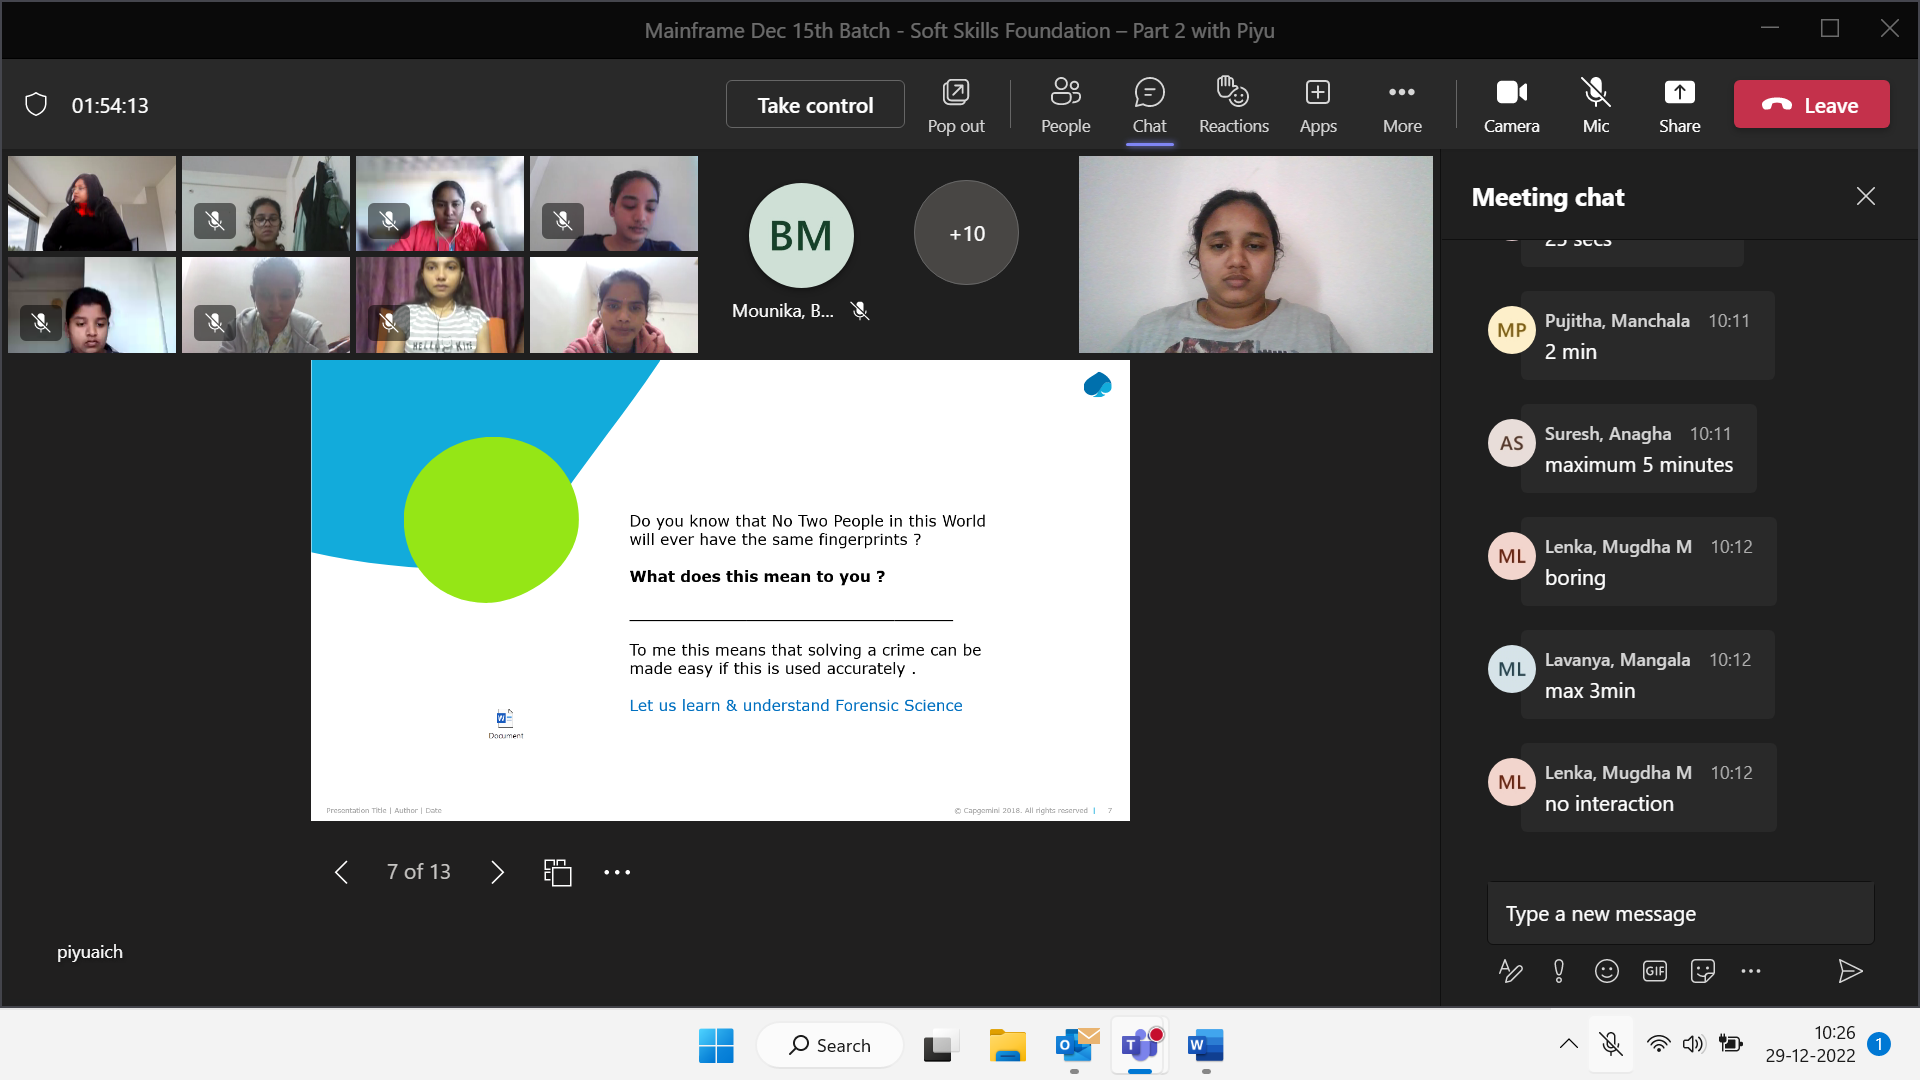 Mainframe Dec 15th Batch - Soft Skills Foundation – Part 2 with Piyu
01:54:13
Take control
Pop out
People
Chat
Reactions
Apps
More
Camera
Mic
Share
Leave
BM
+10
Mounika, B...
HELLO
Meeting chat
25 secs
MP
Pujitha, Manchala 10:11
2 min
AS
Suresh, Anagha 10:11
maximum 5 minutes
ML
Lenka, Mugdha M 10:12
boring
ML
Lavanya, Mangala 10:12
max 3min
ML
Lenka, Mugdha M 10:12
no interaction
Type a new message
GIF
Do you know that No Two People in this World
will ever have the same fingerprints ?
What does this mean to you ?
To me this means that solving a crime can be
made easy if this is used accurately .
Let us learn & understand Forensic Science
W
Document
Presentation Title | Author | Date
© Capgemini 2018. All rights reserved | 7
7 of 13
piyuaich
Search
O
T
W
10:26
29-12-2022
1